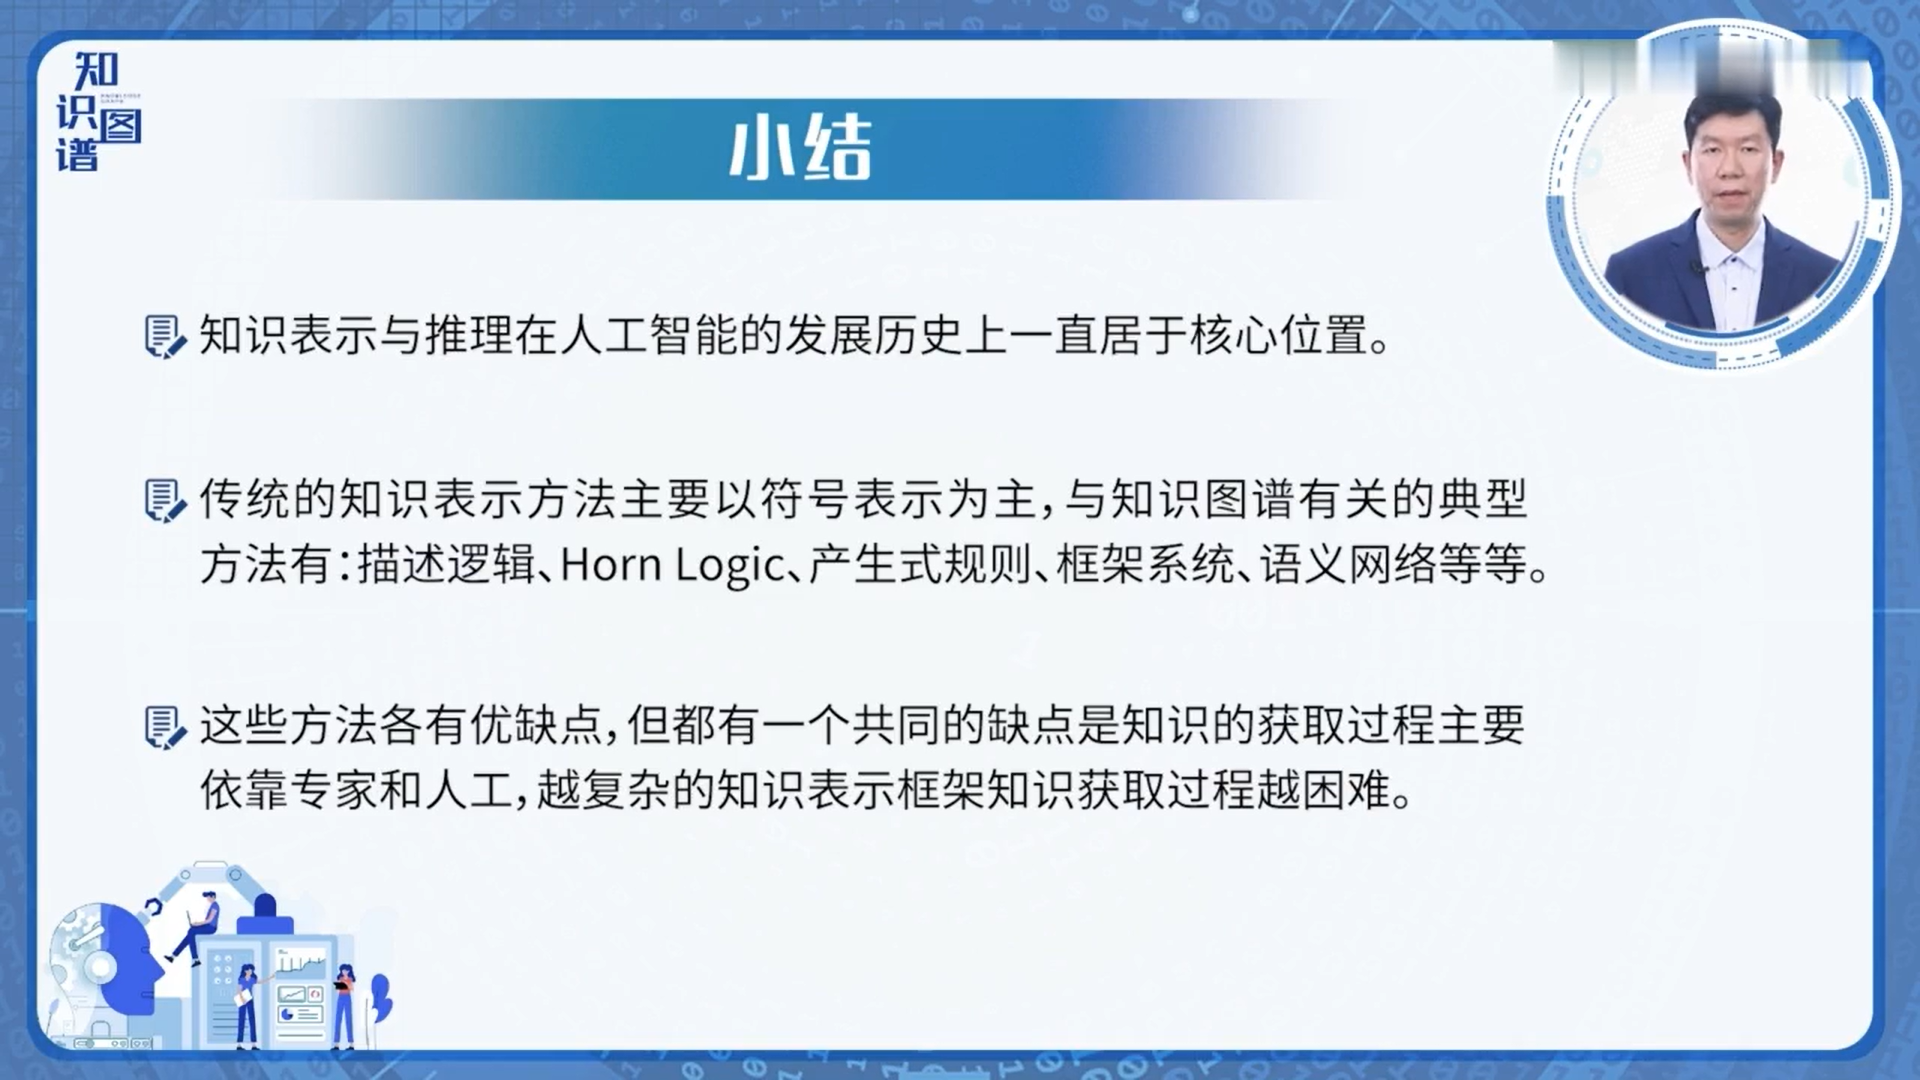 知识图谱
小结
知识表示与推理在人工智能的发展历史上一直居于核心位置。
传统的知识表示方法主要以符号表示为主，与知识图谱有关的典型
方法有：描述逻辑、Horn Logic、产生式规则、框架系统、语义网络等等。
这些方法各有优缺点，但都有一个共同的缺点是知识的获取过程主要
依靠专家和人工，越复杂的知识表示框架知识获取过程越困难。